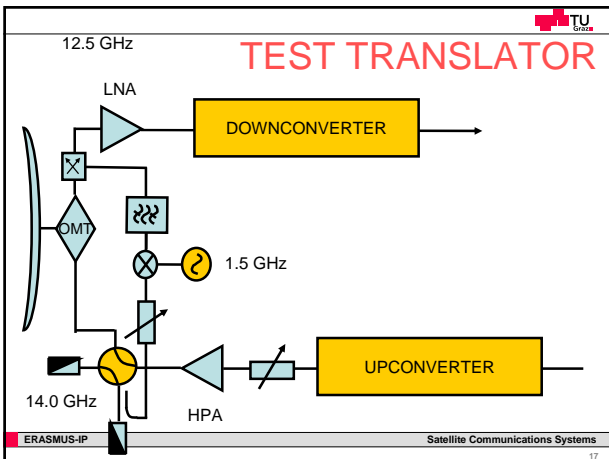 TU
Graz
12.5 GHz
TEST TRANSLATOR
LNA
DOWNCONVERTER
OMT
1.5 GHz
UPCONVERTER
14.0 GHz
HPA
ERASMUS-IP
Satellite Communications Systems
17